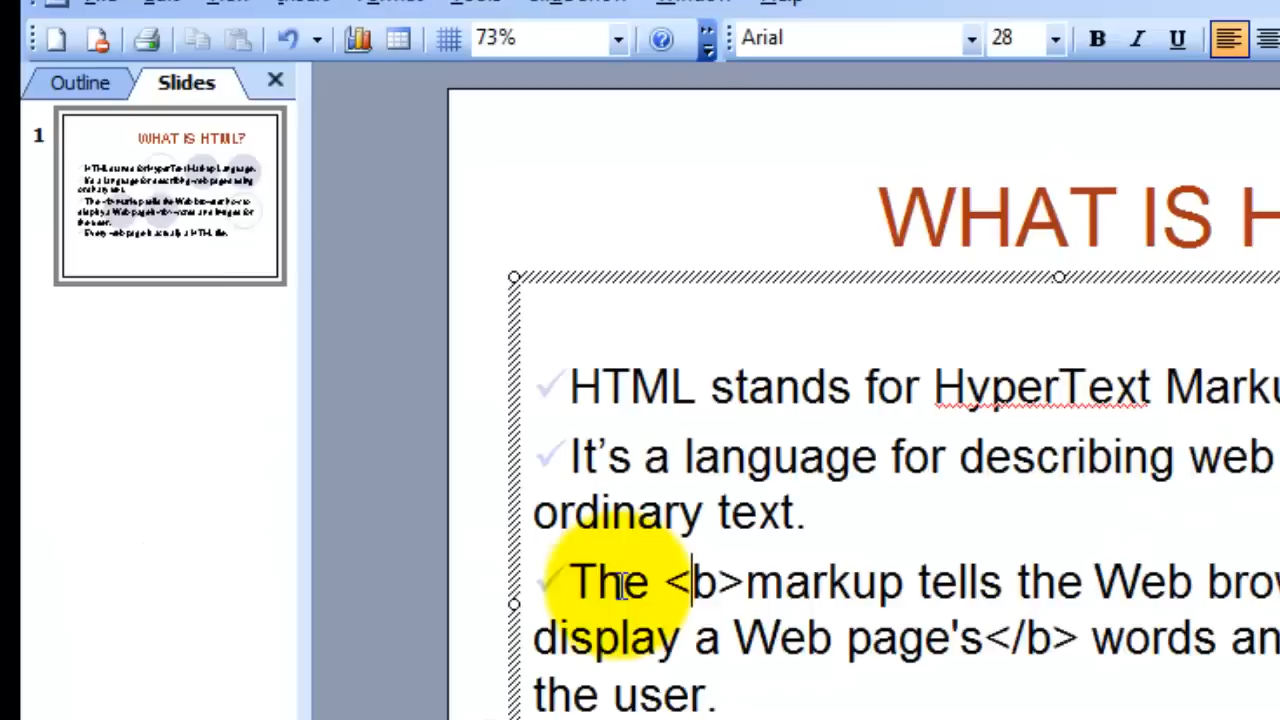 73%
Arial
28
B I U
Outline
Slides
1
WHAT IS HTML?
WHAT IS H
HTML stands for HyperText Marku
It’s a language for describing web
ordinary text.
The <b>markup tells the Web brow
display a Web page's</b> words an
the user.